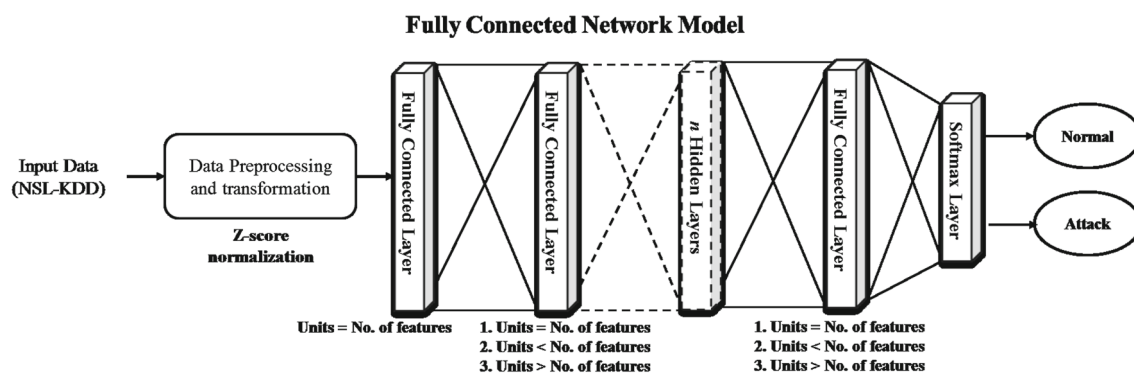 Fully Connected Network Model
Input Data
(NSL-KDD)
Data Preprocessing
and transformation
Z-score
normalization
Fully Connected Layer
Fully Connected Layer
n Hidden Layers
Fully Connected Layer
Softmax Layer
Normal
Attack
Units = No. of features
1. Units = No. of features
2. Units < No. of features
3. Units > No. of features
1. Units = No. of features
2. Units < No. of features
3. Units > No. of features